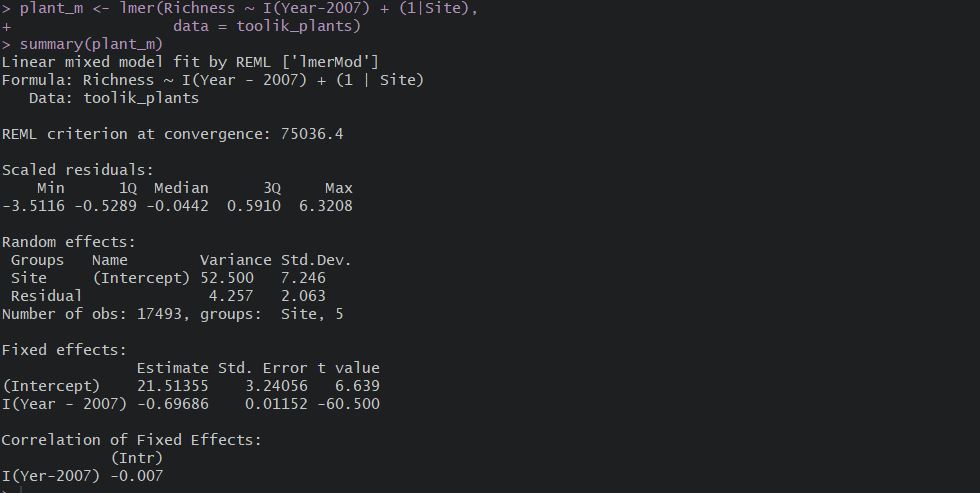 > plant_m <- lmer(Richness ~ I(Year-2007) + (1|Site),
+                 data = toolik_plants)
> summary(plant_m)
Linear mixed model fit by REML ['lmerMod']
Formula: Richness ~ I(Year - 2007) + (1 | Site)
   Data: toolik_plants

REML criterion at convergence: 75036.4

Scaled residuals:
    Min      1Q  Median      3Q     Max
-3.5116 -0.5289 -0.0442  0.5910  6.3208

Random effects:
 Groups   Name        Variance Std.Dev.
 Site     (Intercept) 52.500   7.246
 Residual              4.257   2.063
Number of obs: 17493, groups:  Site, 5

Fixed effects:
               Estimate Std. Error t value
(Intercept)    21.51355    3.24056   6.639
I(Year - 2007) -0.69686    0.01152 -60.500

Correlation of Fixed Effects:
            (Intr)
I(Yer-2007) -0.007
>